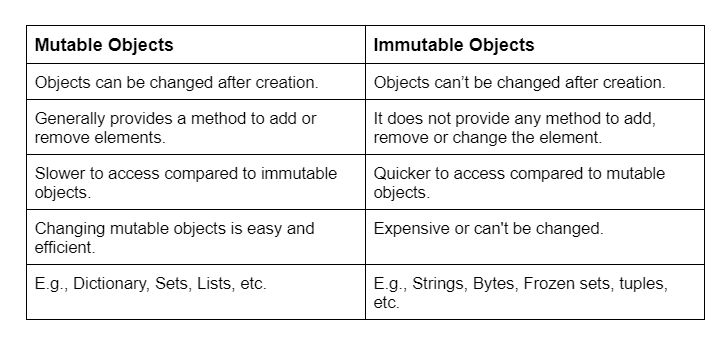 Mutable Objects
Immutable Objects
Objects can be changed after creation.
Objects can’t be changed after creation.
Generally provides a method to add or
remove elements.
It does not provide any method to add,
remove or change the element.
Slower to access compared to immutable
objects.
Quicker to access compared to mutable
objects.
Changing mutable objects is easy and
efficient.
Expensive or can't be changed.
E.g., Dictionary, Sets, Lists, etc.
E.g., Strings, Bytes, Frozen sets, tuples,
etc.